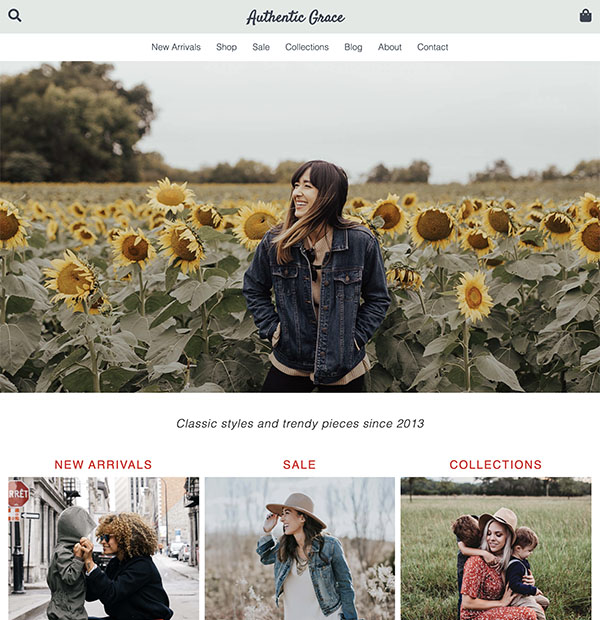 Authentic Grace
New Arrivals Shop Sale Collections Blog About Contact
Classic styles and trendy pieces since 2013
NEW ARRIVALS SALE COLLECTIONS
ARRÊT